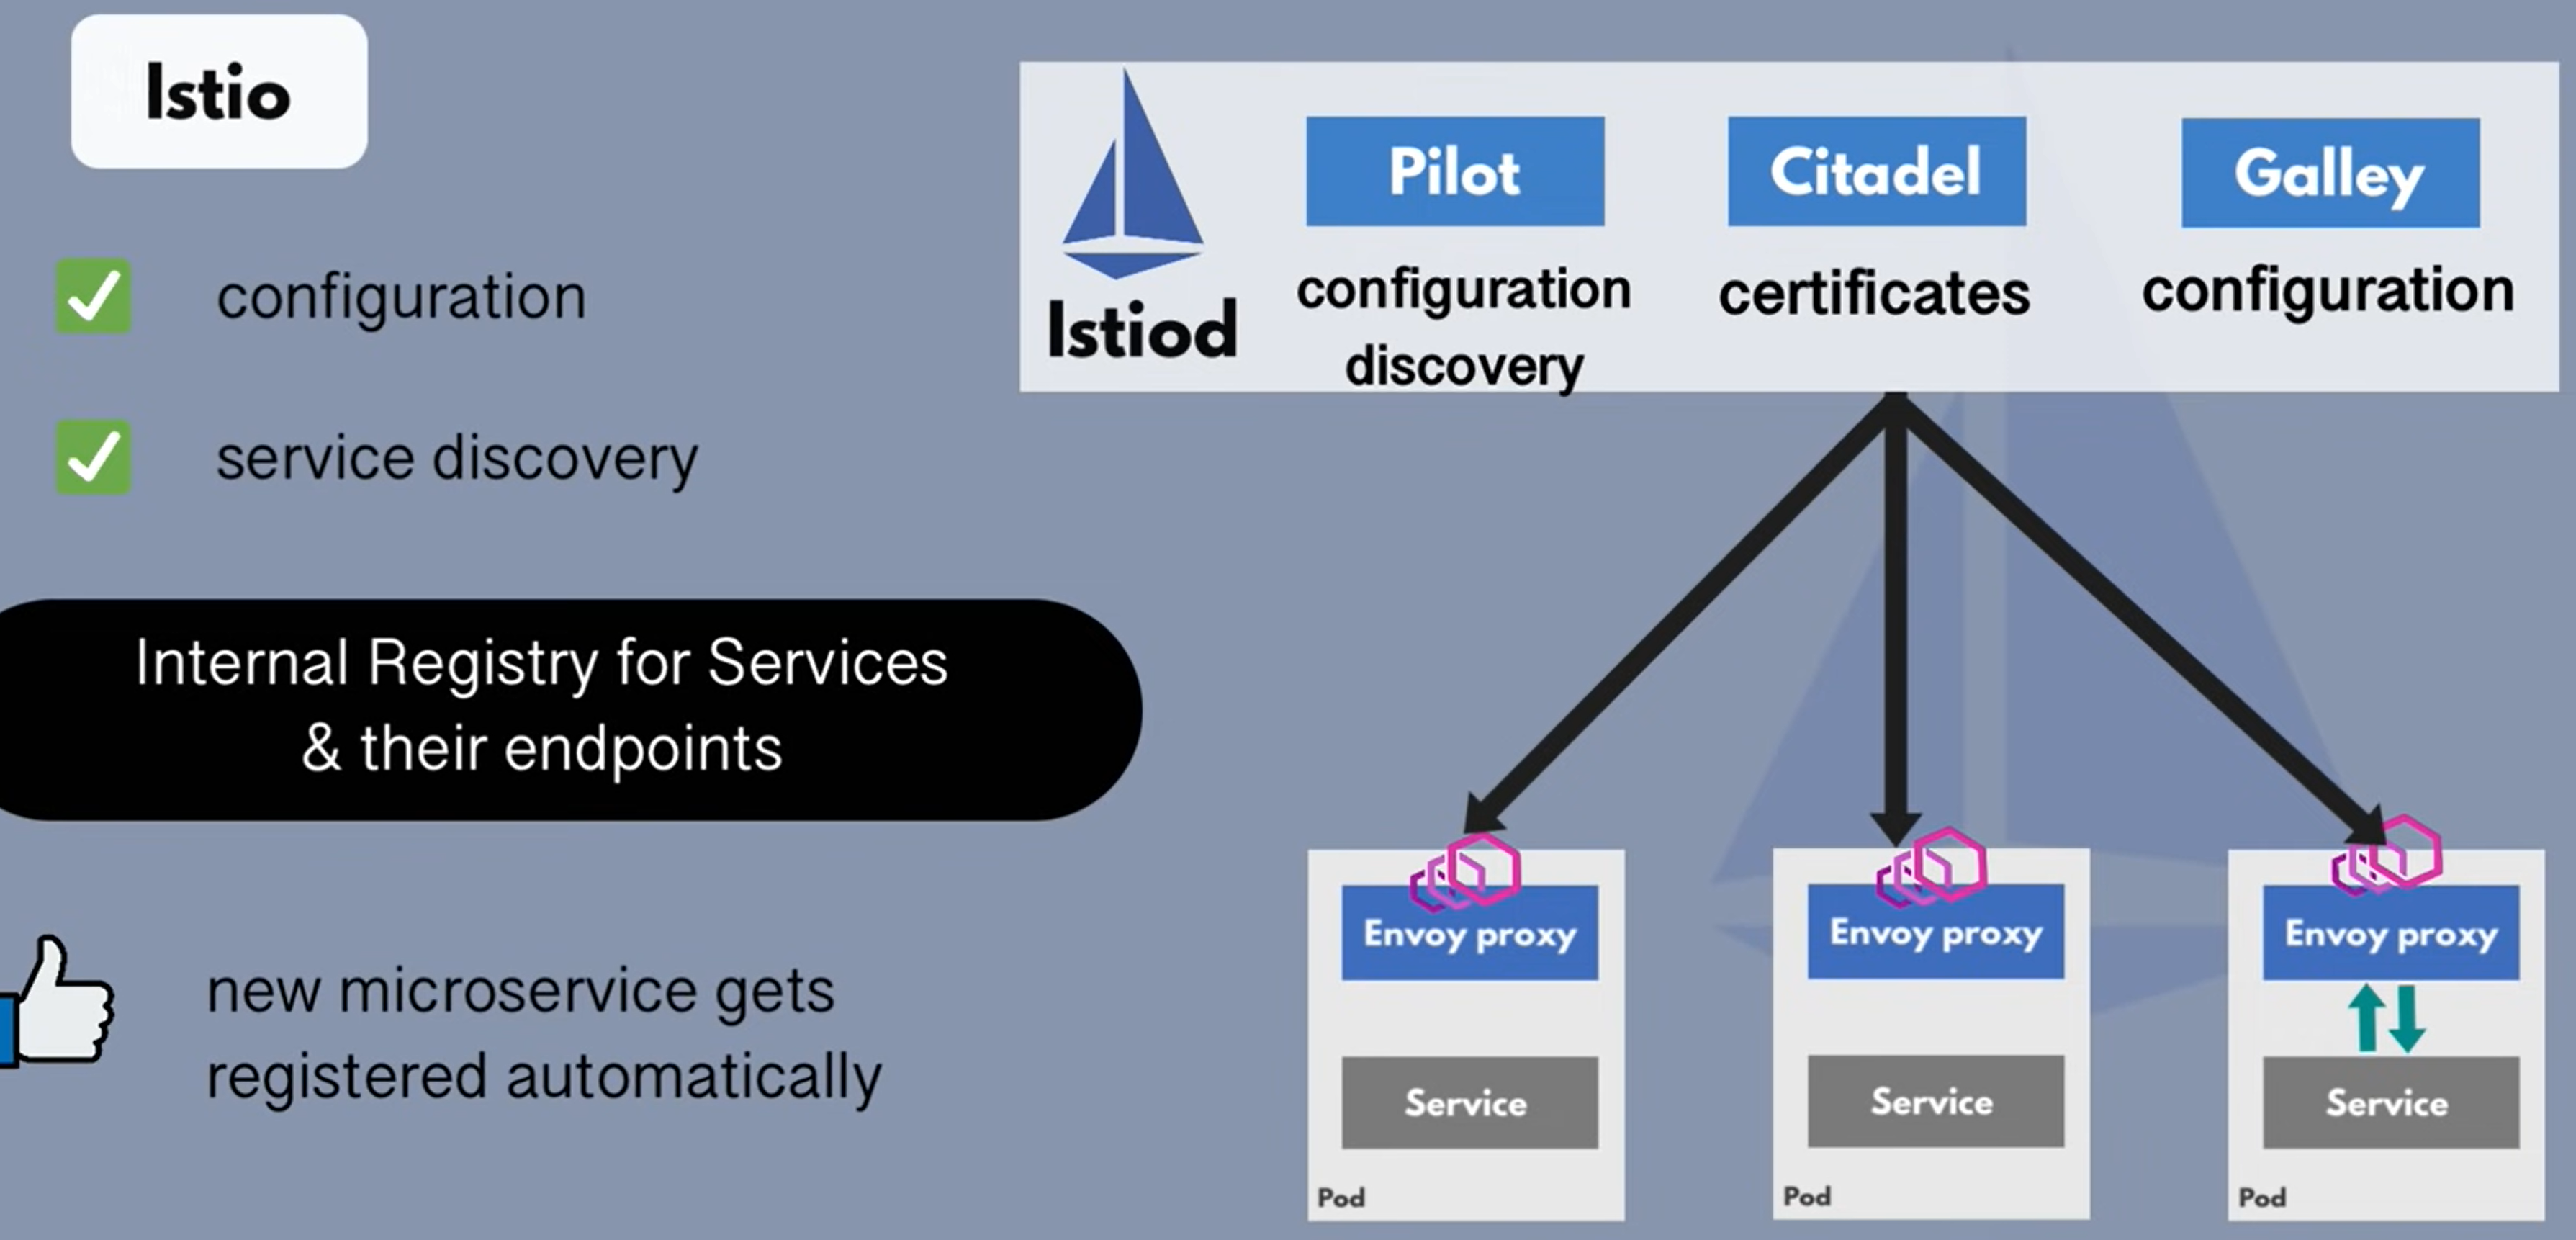 Istio
configuration
service discovery
Internal Registry for Services
& their endpoints
new microservice gets
registered automatically
Istiod
Pilot
configuration
discovery
Citadel
certificates
Galley
configuration
Envoy proxy
Service
Pod
Envoy proxy
Service
Pod
Envoy proxy
Service
Pod